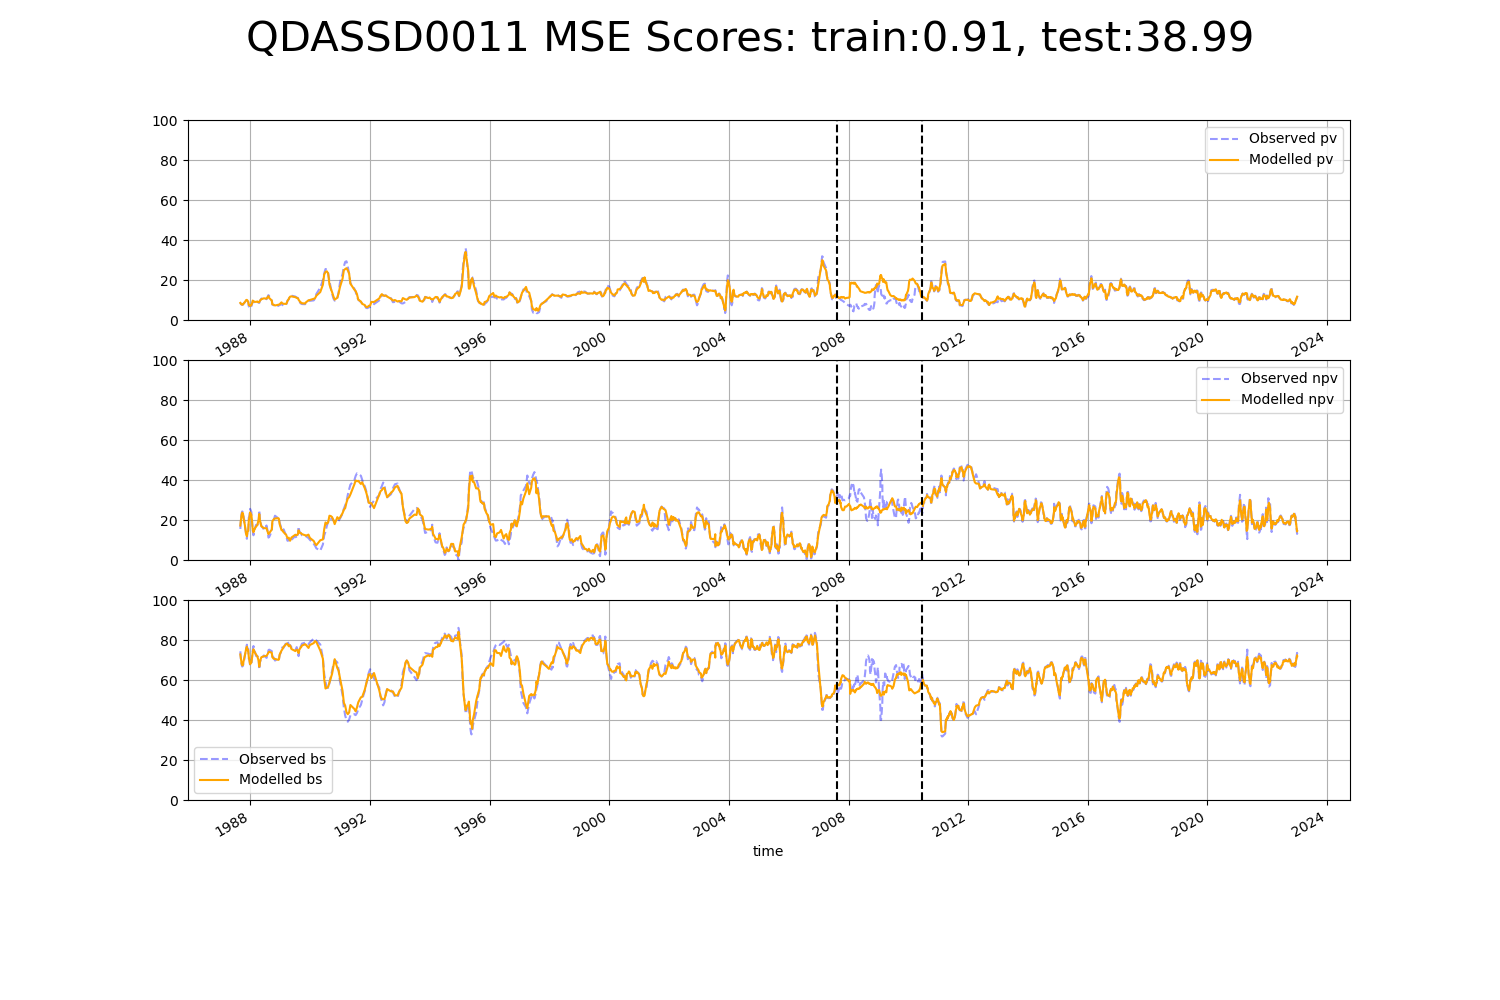 QDASSD0011 MSE Scores: train:0.91, test:38.99
100
80
60
40
20
0
Observed pv
Modelled pv
1988 1992 1996 2000 2004 2008 2012 2016 2020 2024
100
80
60
40
20
0
Observed npv
Modelled npv
1988 1992 1996 2000 2004 2008 2012 2016 2020 2024
100
80
60
40
20
0
Observed bs
Modelled bs
1988 1992 1996 2000 2004 2008 2012 2016 2020 2024
time